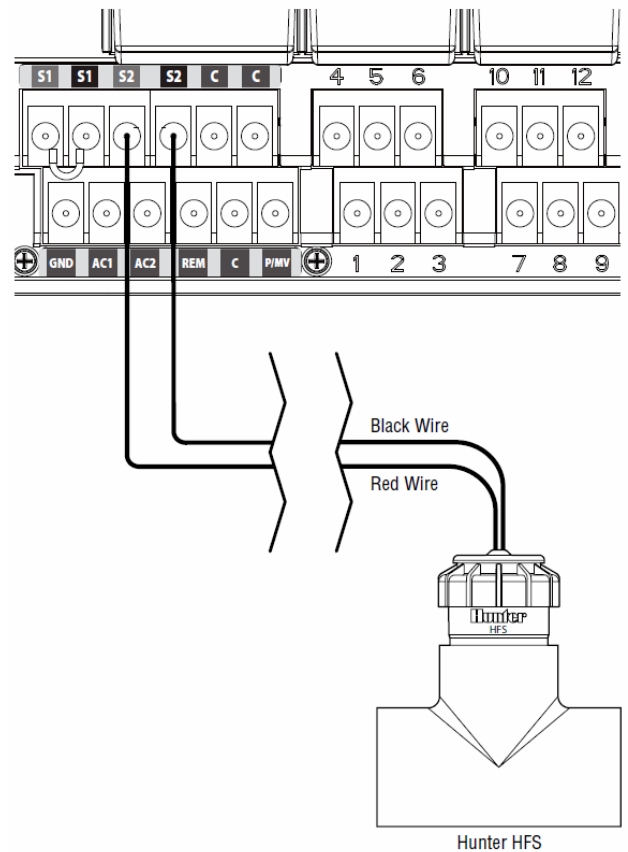 S1 S1 S2 S2 C C 4 5 6 10 11 12
GND AC1 AC2 REM C P/MV 1 2 3 7 8 9
Black Wire
Red Wire
Hunter
HFS
Hunter HFS